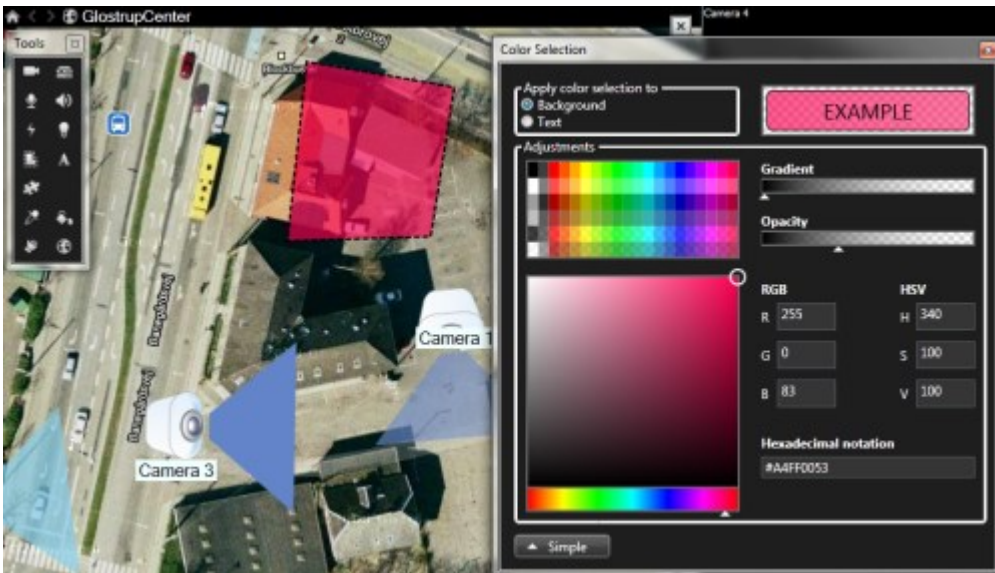 GlostrupCenter
Camera 4
Tools
Color Selection
Apply color selection to
Background
Text
EXAMPLE
Adjustments
Gradient
Opacity
RGB
HSV
R 255
H 340
G 0
S 100
B 83
V 100
Hexadecimal notation
#A4FF0053
Simple
A
Camera 1
Camera 3